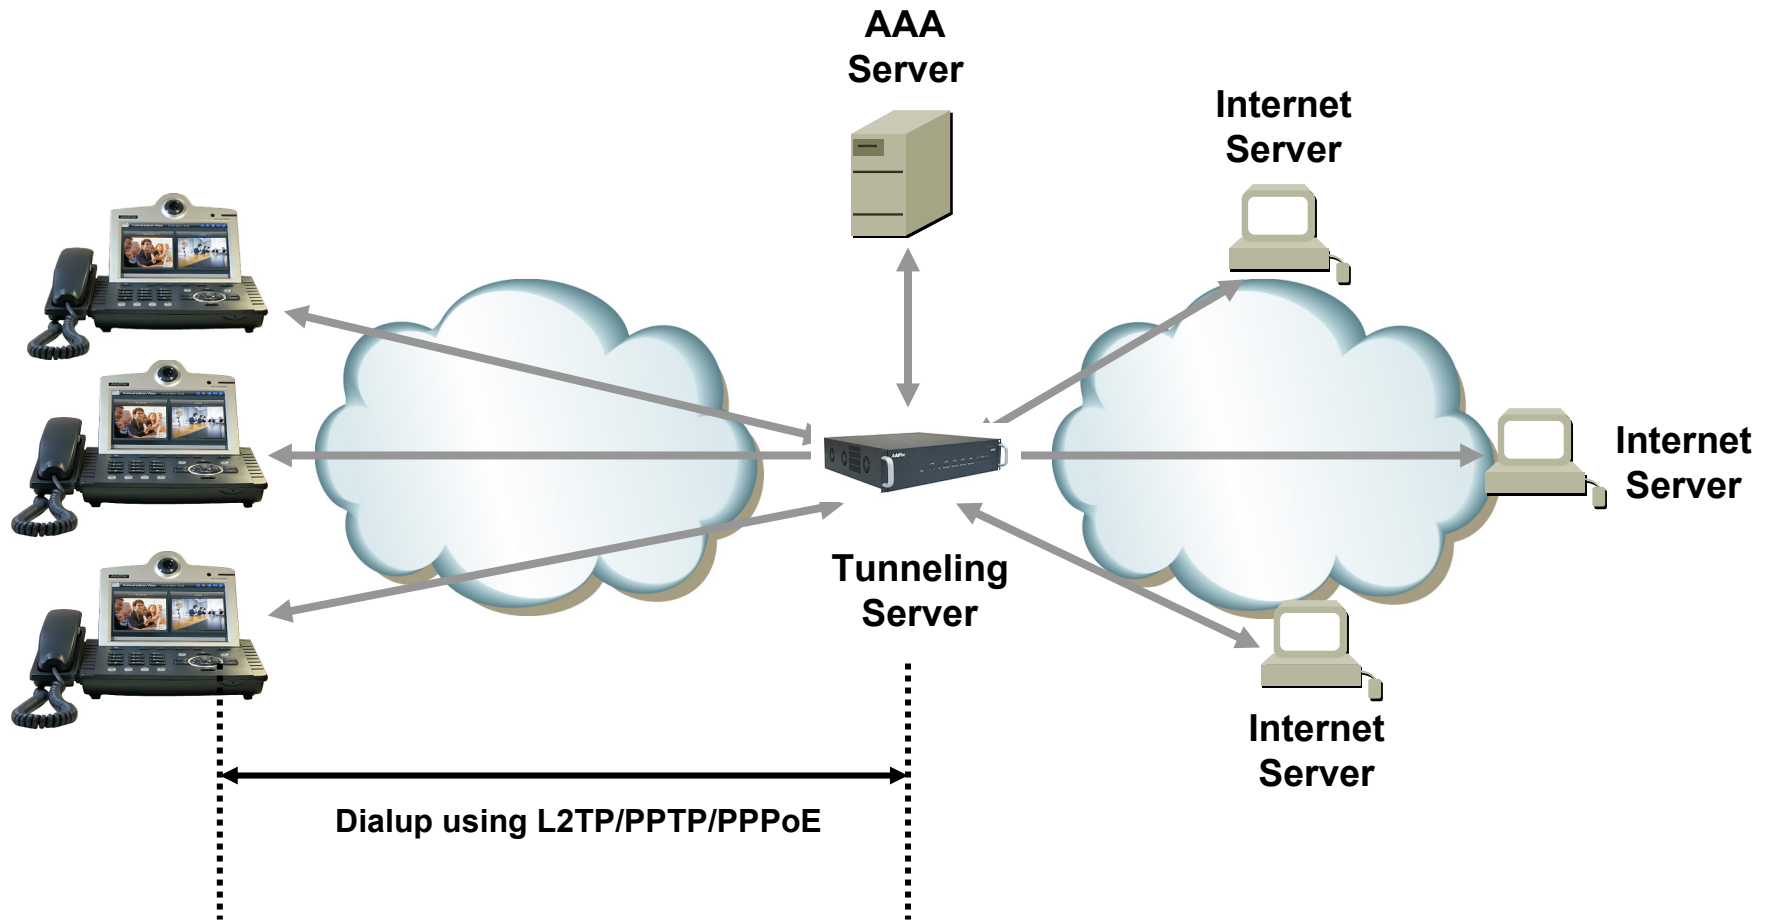 AAA
Server
Internet
Server
Internet
Server
Tunneling
Server
Internet
Server
Dialup using L2TP/PPTP/PPPoE